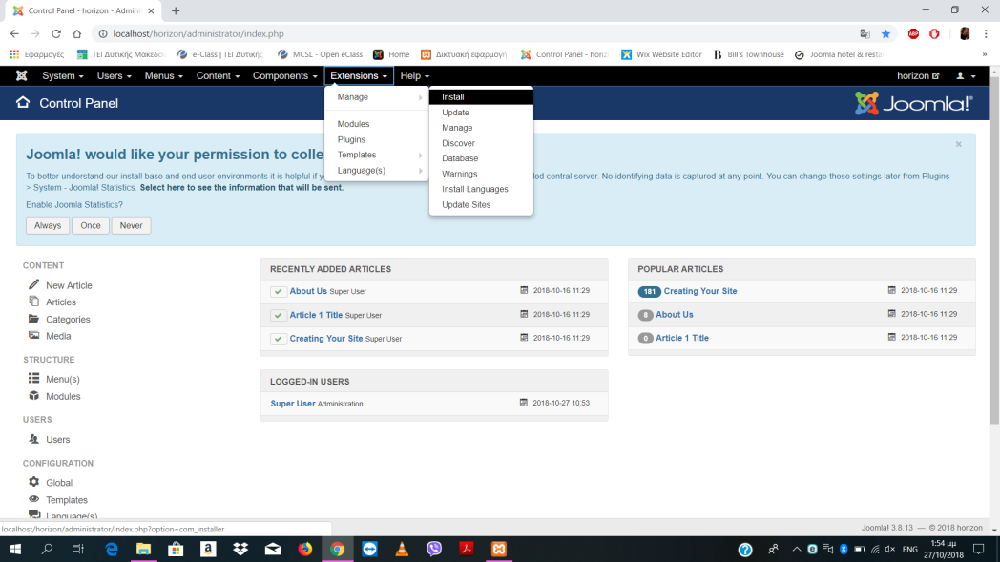 Control Panel - horizon - Admini
localhost/horizon/administrator/index.php
Εφαρμογές ΤΕΙ Δυτικής Μακεδο e-Class | ΤΕΙ Δυτικής MCSL - Open eClass Home Δικτυακή εφαρμογή Control Panel - horizo Wix Website Editor Bill's Townhouse Joomla hotel & resta
System Users Menus Content Components Extensions Help horizon
Control Panel Joomla!
Manage
Modules
Plugins
Templates
Language(s)
Install
Update
Manage
Discover
Database
Warnings
Install Languages
Update Sites
Joomla! would like your permission to colle
To better understand our install base and end user environments it is helpful if y ed central server. No identifying data is captured at any point. You can change these settings later from Plugins
> System - Joomla! Statistics. Select here to see the information that will be sent.
Enable Joomla Statistics?
Always Once Never
CONTENT
New Article
Articles
Categories
Media
STRUCTURE
Menu(s)
Modules
USERS
Users
CONFIGURATION
Global
Templates
Language(s)
RECENTLY ADDED ARTICLES
About Us Super User 2018-10-16 11:29
Article 1 Title Super User 2018-10-16 11:29
Creating Your Site Super User 2018-10-16 11:29
LOGGED-IN USERS
Super User Administration 2018-10-27 10:53
POPULAR ARTICLES
181 Creating Your Site 2018-10-16 11:29
8 About Us 2018-10-16 11:29
0 Article 1 Title 2018-10-16 11:29
localhost/horizon/administrator/index.php?option=com_installer
Joomla! 3.8.13 — © 2018 horizon
ENG
1:54 μμ
27/10/2018